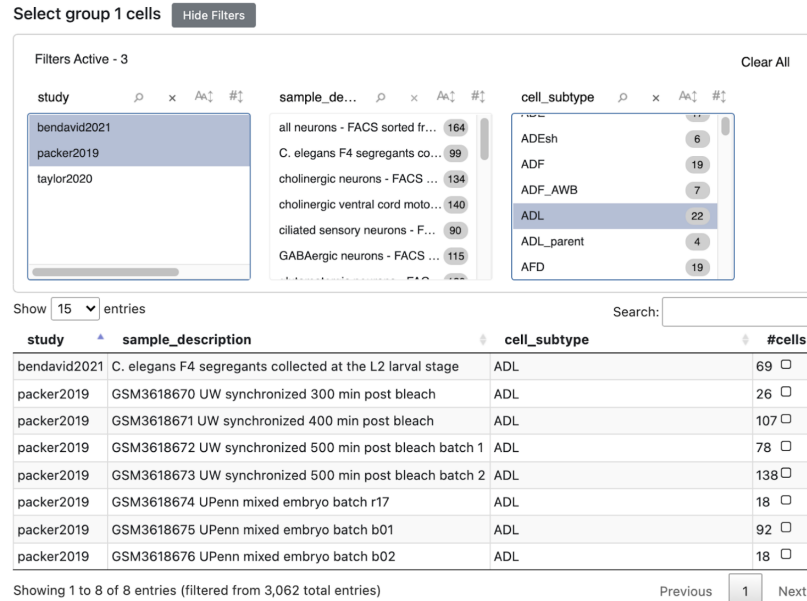 Select group 1 cells Hide Filters
Filters Active - 3 Clear All
study
bendavid2021
packer2019
taylor2020
sample_de...
all neurons - FACS sorted fr... 164
C. elegans F4 segregants co... 99
cholinergic neurons - FACS ... 134
cholinergic ventral cord moto... 140
ciliated sensory neurons - F... 90
GABAergic neurons - FACS ... 115
cell_subtype
ADEsh 6
ADF 19
ADF_AWB 7
ADL 22
ADL_parent 4
AFD 19
Show 15 entries Search:
study sample_description cell_subtype #cells
bendavid2021 C. elegans F4 segregants collected at the L2 larval stage ADL 69
packer2019 GSM3618670 UW synchronized 300 min post bleach ADL 26
packer2019 GSM3618671 UW synchronized 400 min post bleach ADL 107
packer2019 GSM3618672 UW synchronized 500 min post bleach batch 1 ADL 78
packer2019 GSM3618673 UW synchronized 500 min post bleach batch 2 ADL 138
packer2019 GSM3618674 UPenn mixed embryo batch r17 ADL 18
packer2019 GSM3618675 UPenn mixed embryo batch b01 ADL 92
packer2019 GSM3618676 UPenn mixed embryo batch b02 ADL 18
Showing 1 to 8 of 8 entries (filtered from 3,062 total entries) Previous 1 Next